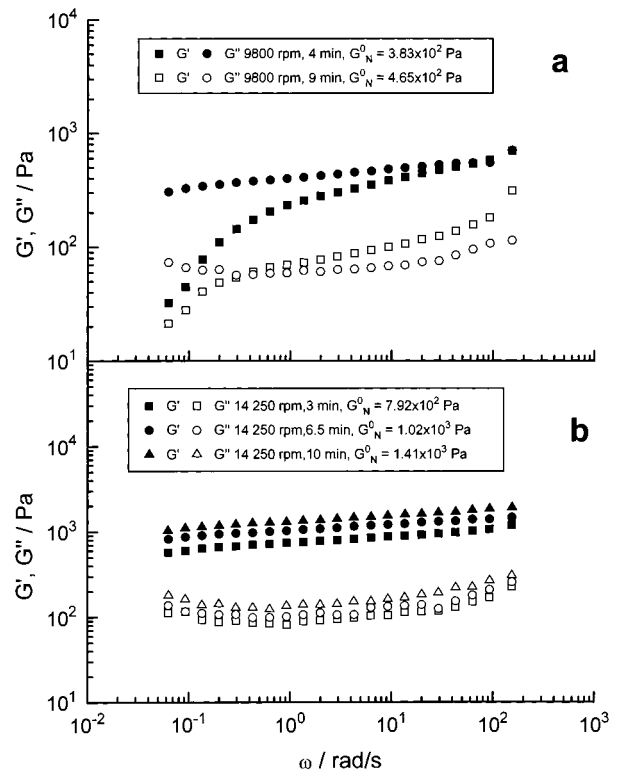 10⁴
■ G' ● G'' 9800 rpm, 4 min, G⁰N = 3.83x10² Pa
□ G' ○ G'' 9800 rpm, 9 min, G⁰N = 4.65x10² Pa
a
10³
G', G'' / Pa
10²
10¹
■ G' □ G'' 14 250 rpm,3 min, G⁰N = 7.92x10² Pa
● G' ○ G'' 14 250 rpm,6.5 min, G⁰N = 1.02x10³ Pa
▲ G' △ G'' 14 250 rpm,10 min, G⁰N = 1.41x10³ Pa
b
10⁴
10³
G', G'' / Pa
10²
10¹
10⁻² 10⁻¹ 10⁰ 10¹ 10² 10³
ω / rad/s